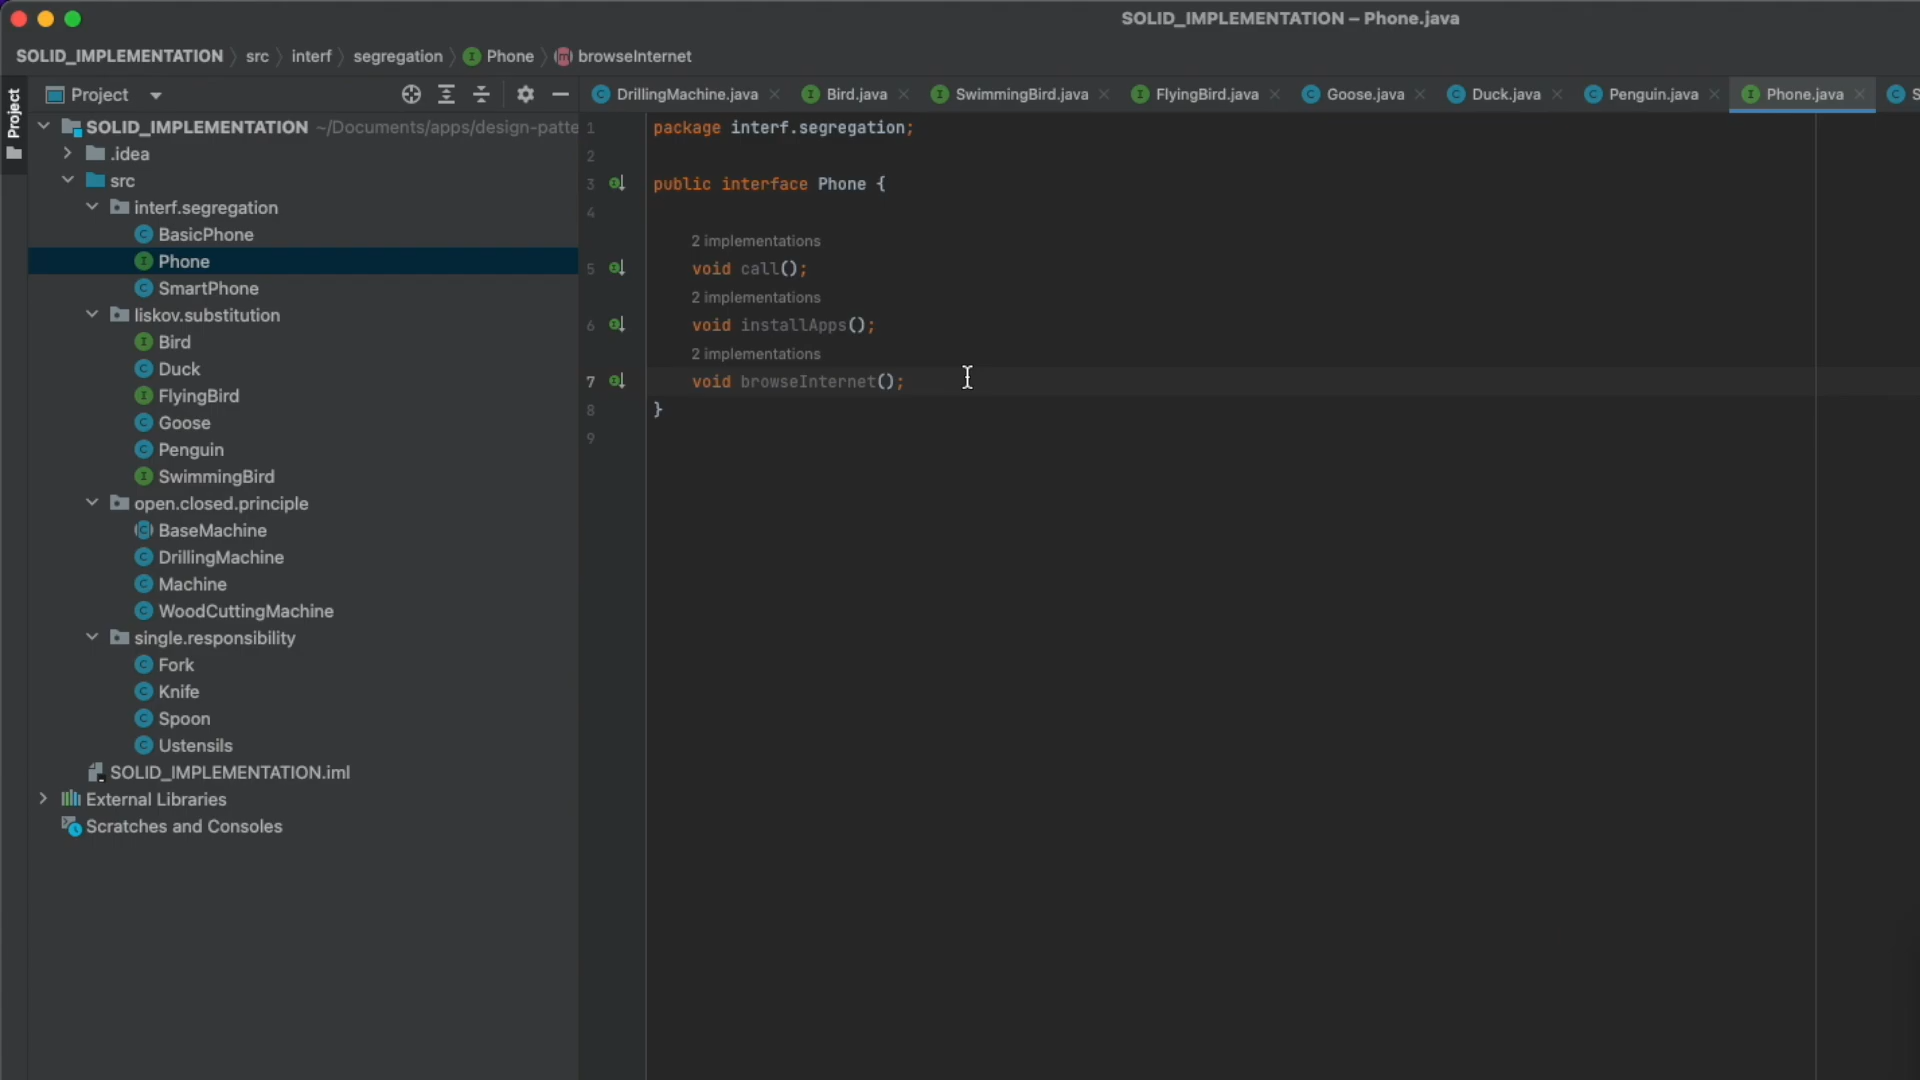 SOLID_IMPLEMENTATION – Phone.java
SOLID_IMPLEMENTATION src interf segregation Phone browseInternet
Project
Project
DrillingMachine.java Bird.java SwimmingBird.java FlyingBird.java Goose.java Duck.java Penguin.java Phone.java S
SOLID_IMPLEMENTATION ~/Documents/apps/design-patte
.idea
src
interf.segregation
BasicPhone
Phone
SmartPhone
liskov.substitution
Bird
Duck
FlyingBird
Goose
Penguin
SwimmingBird
open.closed.principle
BaseMachine
DrillingMachine
Machine
WoodCuttingMachine
single.responsibility
Fork
Knife
Spoon
Ustensils
SOLID_IMPLEMENTATION.iml
External Libraries
Scratches and Consoles
1 package interf.segregation;
2
3 public interface Phone {
4
2 implementations
5 void call();
2 implementations
6 void installApps();
2 implementations
7 void browseInternet();
8 }
9